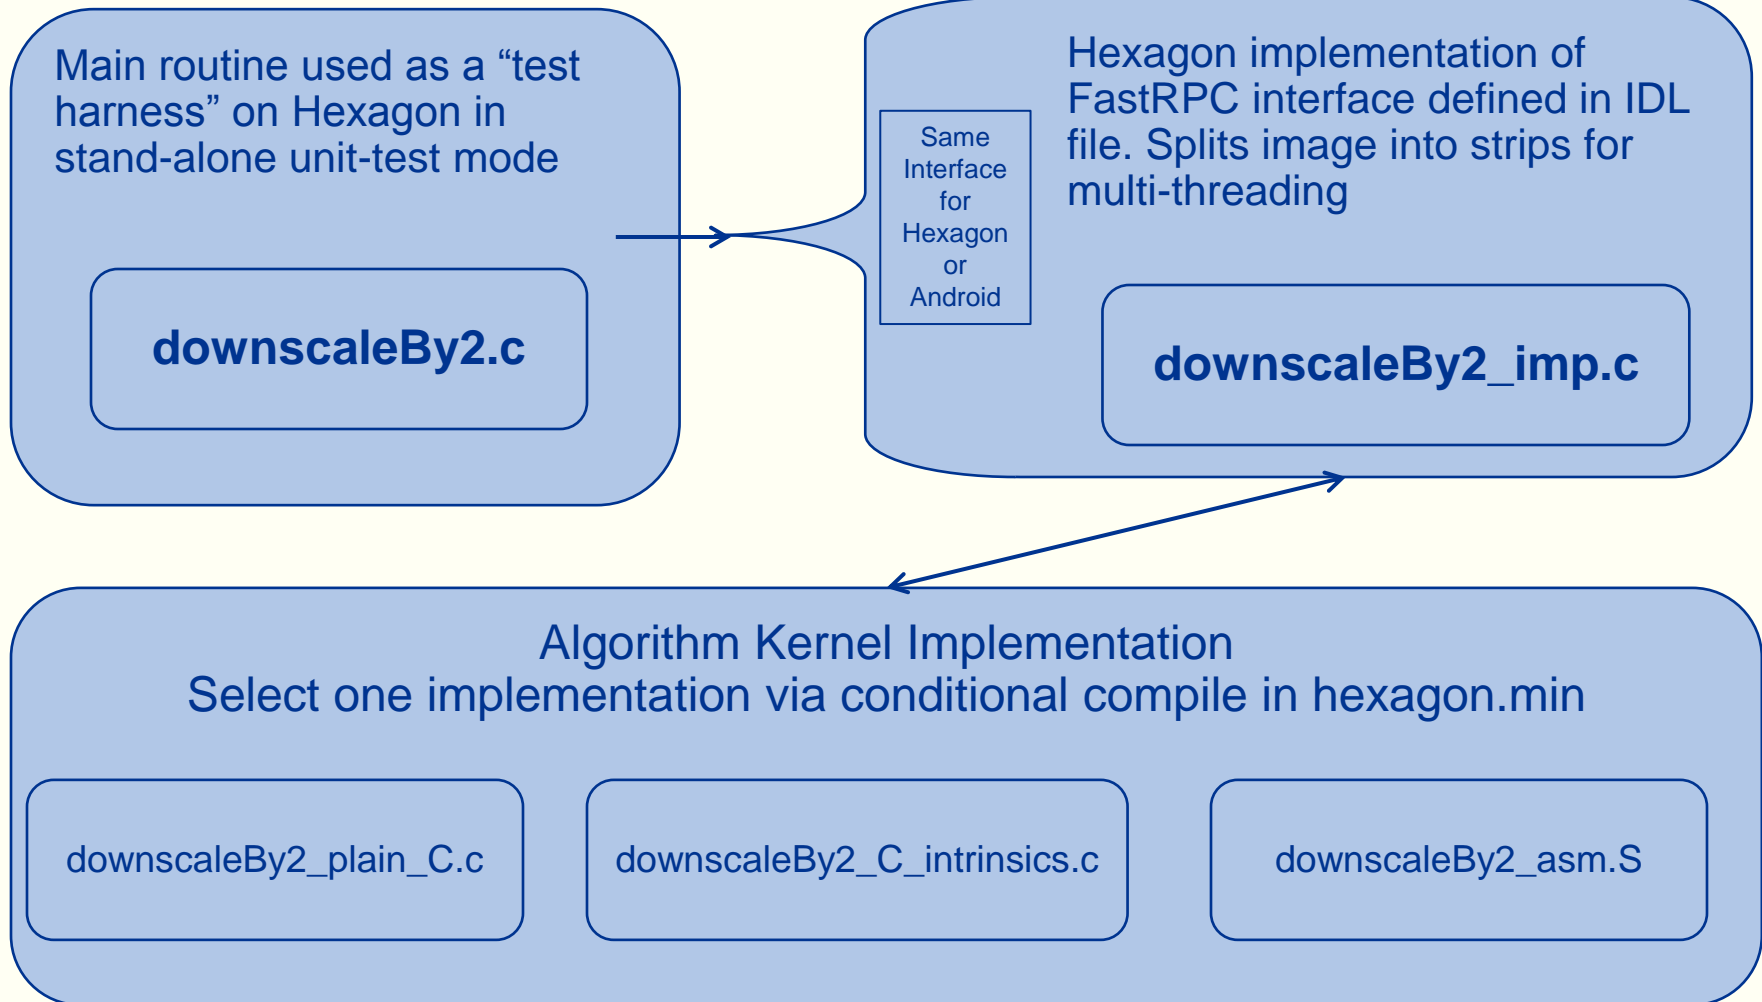 Main routine used as a “test
harness” on Hexagon in
stand-alone unit-test mode
downscaleBy2.c
Same
Interface
for
Hexagon
or
Android
Hexagon implementation of
FastRPC interface defined in IDL
file. Splits image into strips for
multi-threading
downscaleBy2_imp.c
Algorithm Kernel Implementation
Select one implementation via conditional compile in hexagon.min
downscaleBy2_plain_C.c
downscaleBy2_C_intrinsics.c
downscaleBy2_asm.S